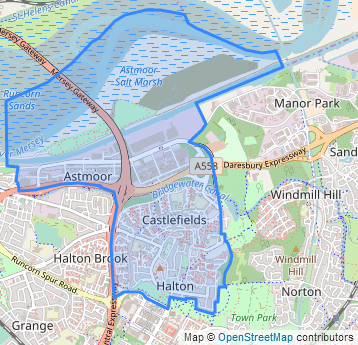 St. Helens Canal
Mersey Gateway
Mersey Gateway
Astmoor
Salt Marsh
Runcorn
Sands
Mersey
Manor Park
A558
Daresbury Expressway
Sand
Astmoor
Bridgewater Canal
Windmill Hill
Castlefields
Halton Brook
Windmill
Hill
Runcorn Spur Road
Halton
Norton
Central Expressway
Town Park
Grange
Map © OpenStreetMap contributors